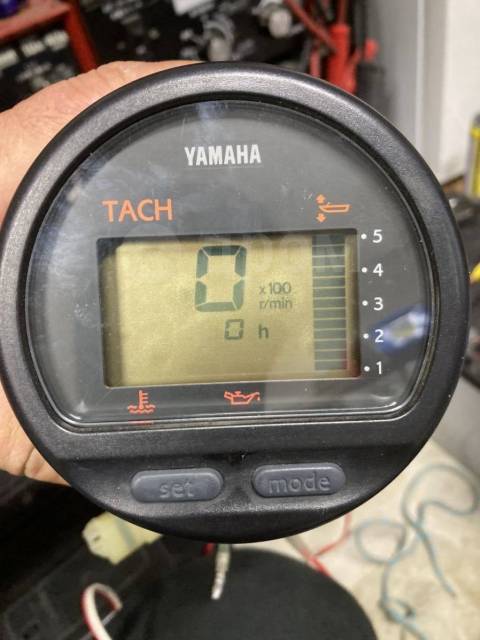 YAMAHA
TACH
5
4
0 x100
r/min
3
0 h
2
1
set
mode